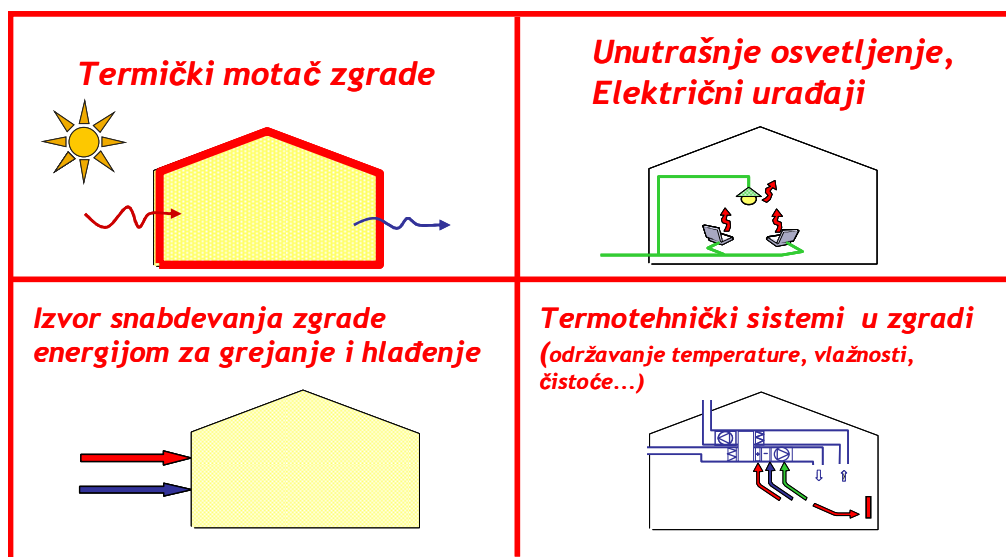 Termički motač zgrade
Unutrašnje osvetljenje,
Električni urađaji
Izvor snabdevanja zgrade
energijom za grejanje i hlađenje
Termotehnički sistemi u zgradi
(održavanje temperature, vlažnosti,
čistoće...)
+ -